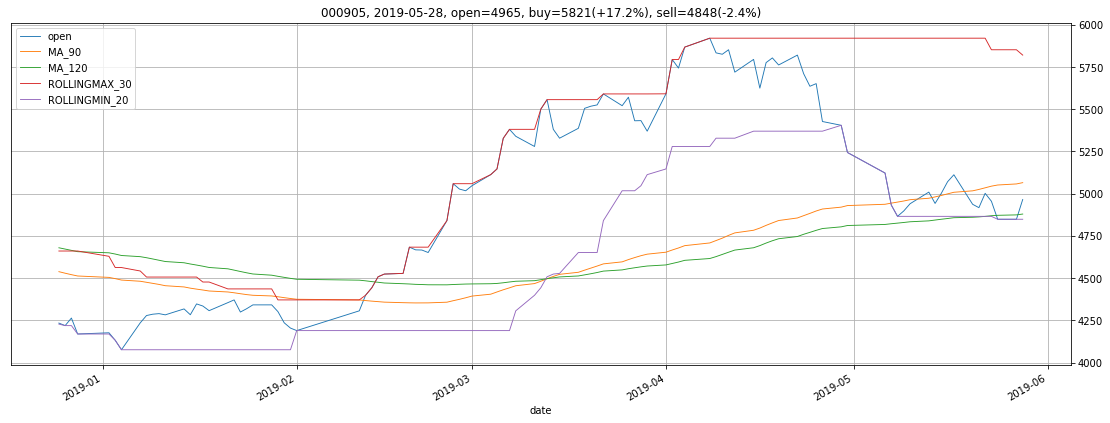 000905, 2019-05-28, open=4965, buy=5821(+17.2%), sell=4848(-2.4%)
open
MA_90
MA_120
ROLLINGMAX_30
ROLLINGMIN_20
6000
5750
5500
5250
5000
4750
4500
4250
4000
2019-01
2019-02
2019-03
2019-04
2019-05
2019-06
date